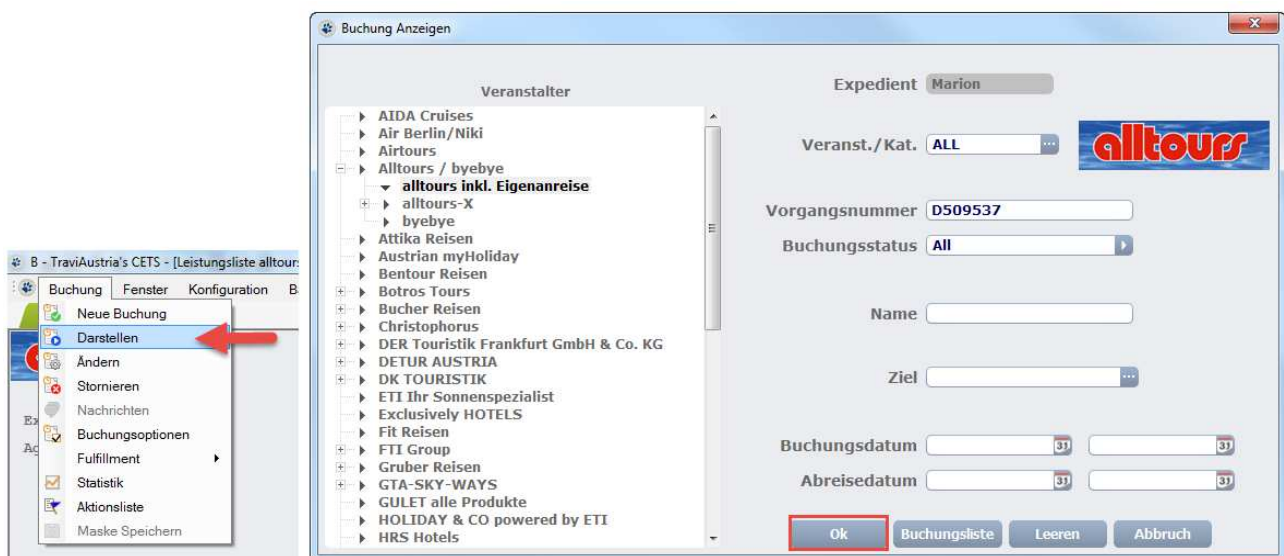 B - TraviAustria's CETS - [Leistungsliste alltour
Buchung Fenster Konfiguration
Neue Buchung
Darstellen
Ändern
Stornieren
Nachrichten
Buchungsoptionen
Fulfillment
Statistik
Aktionsliste
Maske Speichern
Buchung Anzeigen
Veranstalter
AIDA Cruises
Air Berlin/Niki
Airtours
Alltours / byebye
alltours inkl. Eigenanreise
alltours-X
byebye
Attika Reisen
Austrian myHoliday
Bentour Reisen
Botros Tours
Bucher Reisen
Christophorus
DER Touristik Frankfurt GmbH & Co. KG
DETUR AUSTRIA
DK TOURISTIK
ETI Ihr Sonnenspezialist
Exclusively HOTELS
Fit Reisen
FTI Group
Gruber Reisen
GTA-SKY-WAYS
GULET alle Produkte
HOLIDAY & CO powered by ETI
HRS Hotels
Expedient Marion
Veranst./Kat. ALL
alltours
Vorgangsnummer D509537
Buchungsstatus All
Name
Ziel
Buchungsdatum 31 31
Abreisedatum 31 31
Ok Buchungsliste Leeren Abbruch